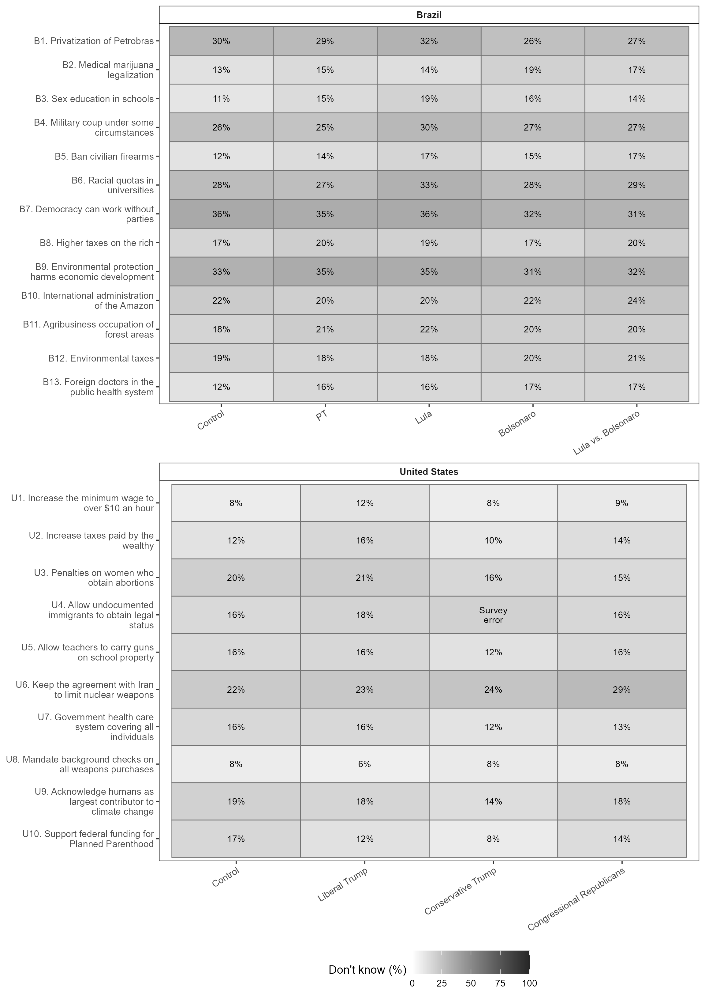 Brazil
B1. Privatization of Petrobras
30% 29% 32% 26% 27%
B2. Medical marijuana
legalization
13% 15% 14% 19% 17%
B3. Sex education in schools
11% 15% 19% 16% 14%
B4. Military coup under some
circumstances
26% 25% 30% 27% 27%
B5. Ban civilian firearms
12% 14% 17% 15% 17%
B6. Racial quotas in
universities
28% 27% 33% 28% 29%
B7. Democracy can work without
parties
36% 35% 36% 32% 31%
B8. Higher taxes on the rich
17% 20% 19% 17% 20%
B9. Environmental protection
harms economic development
33% 35% 35% 31% 32%
B10. International administration
of the Amazon
22% 20% 20% 22% 24%
B11. Agribusiness occupation of
forest areas
18% 21% 22% 20% 20%
B12. Environmental taxes
19% 18% 18% 20% 21%
B13. Foreign doctors in the
public health system
12% 16% 16% 17% 17%
Control
PT
Lula
Bolsonaro
Lula vs. Bolsonaro
United States
U1. Increase the minimum wage to
over $10 an hour
8% 12% 8% 9%
U2. Increase taxes paid by the
wealthy
12% 16% 10% 14%
U3. Penalties on women who
obtain abortions
20% 21% 16% 15%
U4. Allow undocumented
immigrants to obtain legal
status
16% 18%
Survey
error
16%
U5. Allow teachers to carry guns
on school property
16% 16% 12% 16%
U6. Keep the agreement with Iran
to limit nuclear weapons
22% 23% 24% 29%
U7. Government health care
system covering all
individuals
16% 16% 12% 13%
U8. Mandate background checks on
all weapons purchases
8% 6% 8% 8%
U9. Acknowledge humans as
largest contributor to
climate change
19% 18% 14% 18%
U10. Support federal funding for
Planned Parenthood
17% 12% 8% 14%
Control
Liberal Trump
Conservative Trump
Congressional Republicans
Don't know (%)
0 25 50 75 100